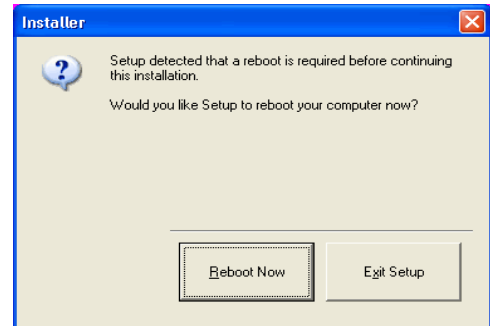 Installer
Setup detected that a reboot is required before continuing
this installation.
Would you like Setup to reboot your computer now?
Reboot Now
Exit Setup